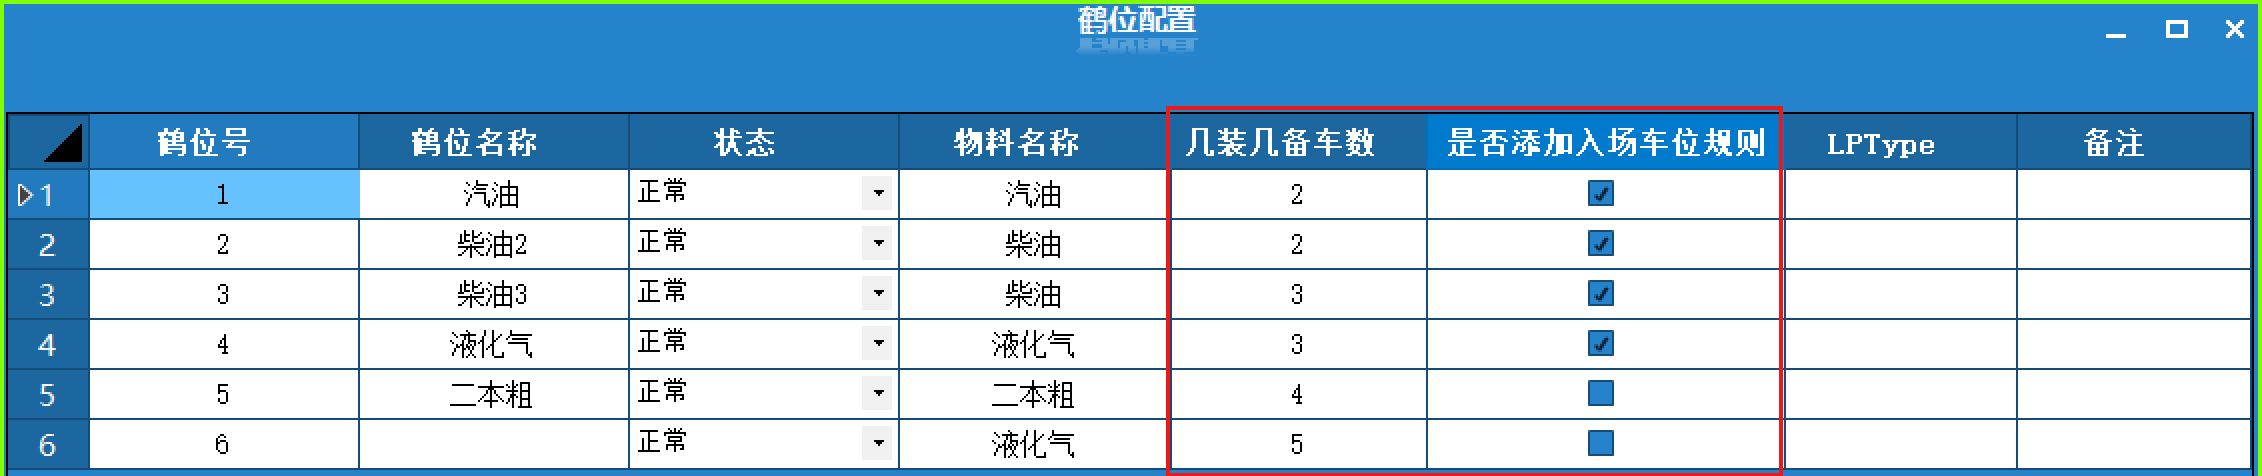 鹤位配置
鹤位号 鹤位名称 状态 物料名称 几装几备车数 是否添加入场车位规则 LPType 备注
1 1 汽油 正常 汽油 2
2 2 柴油2 正常 柴油 2
3 3 柴油3 正常 柴油 3
4 4 液化气 正常 液化气 3
5 5 二本粗 正常 二本粗 4
6 6 正常 液化气 5